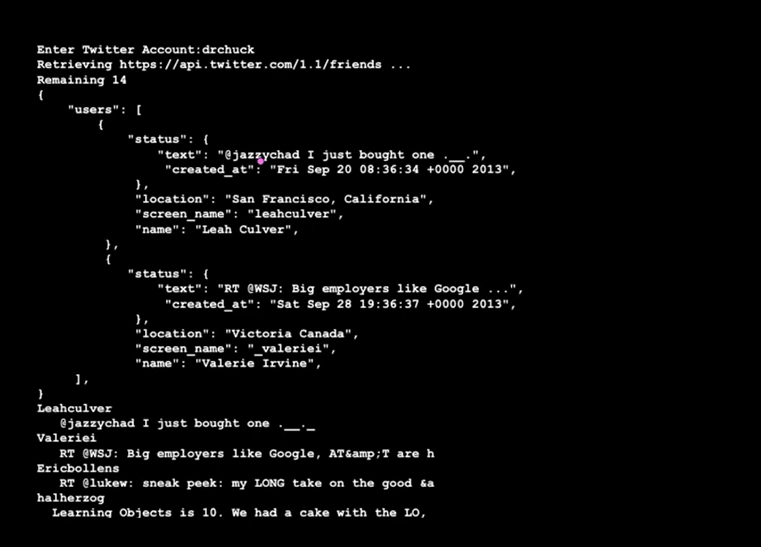 Enter Twitter Account:drchuck
Retrieving https://api.twitter.com/1.1/friends ...
Remaining 14
{
"users": [
{
"status": {
"text": "@jazzychad I just bought one .__.",
"created_at": "Fri Sep 20 08:36:34 +0000 2013",
},
"location": "San Francisco, California",
"screen_name": "leahculver",
"name": "Leah Culver",
},
{
"status": {
"text": "RT @WSJ: Big employers like Google ...",
"created_at": "Sat Sep 28 19:36:37 +0000 2013",
},
"location": "Victoria Canada",
"screen_name": "_valeriei",
"name": "Valerie Irvine",
],
}
Leahculver
@jazzychad I just bought one .__._
Valeriei
RT @WSJ: Big employers like Google, AT&amp;T are h
Ericbollens
RT @lukew: sneak peek: my LONG take on the good &a
halherzog
Learning Objects is 10. We had a cake with the LO,